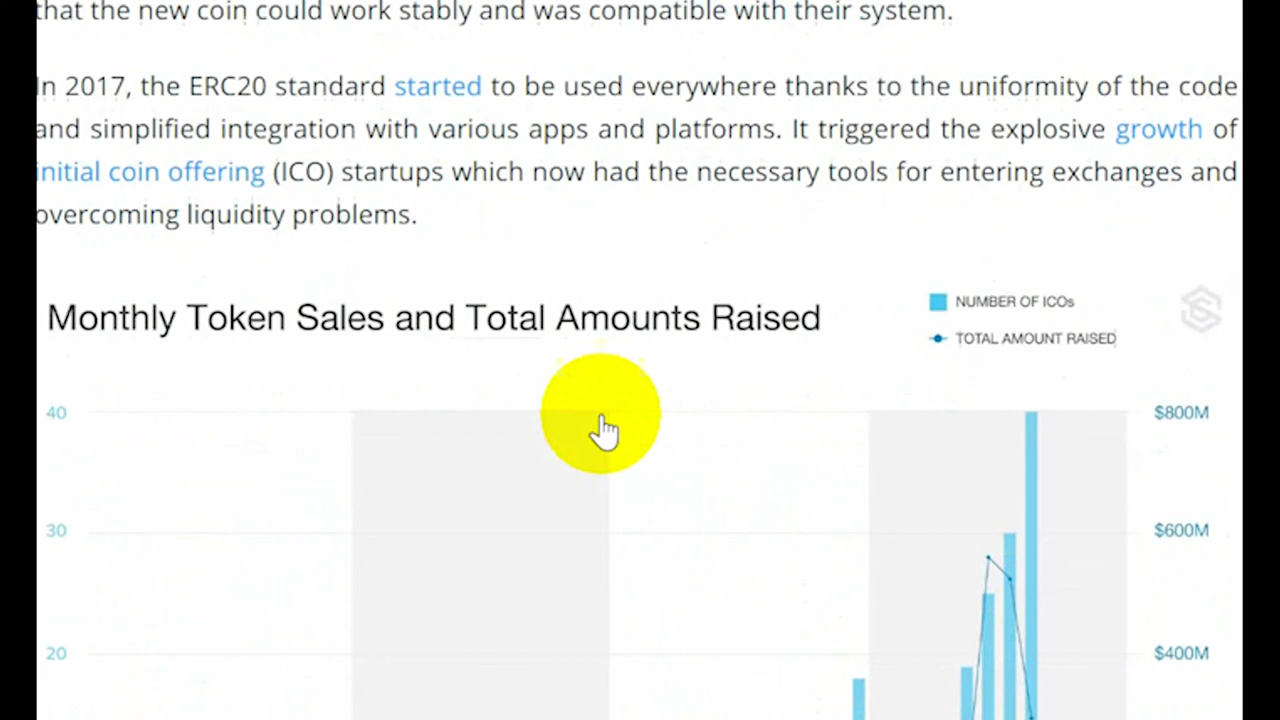 that the new coin could work stably and was compatible with their system.
In 2017, the ERC20 standard started to be used everywhere thanks to the uniformity of the code
and simplified integration with various apps and platforms. It triggered the explosive growth of
initial coin offering (ICO) startups which now had the necessary tools for entering exchanges and
overcoming liquidity problems.
Monthly Token Sales and Total Amounts Raised
NUMBER OF ICOs
TOTAL AMOUNT RAISED
40
$800M
30
$600M
20
$400M